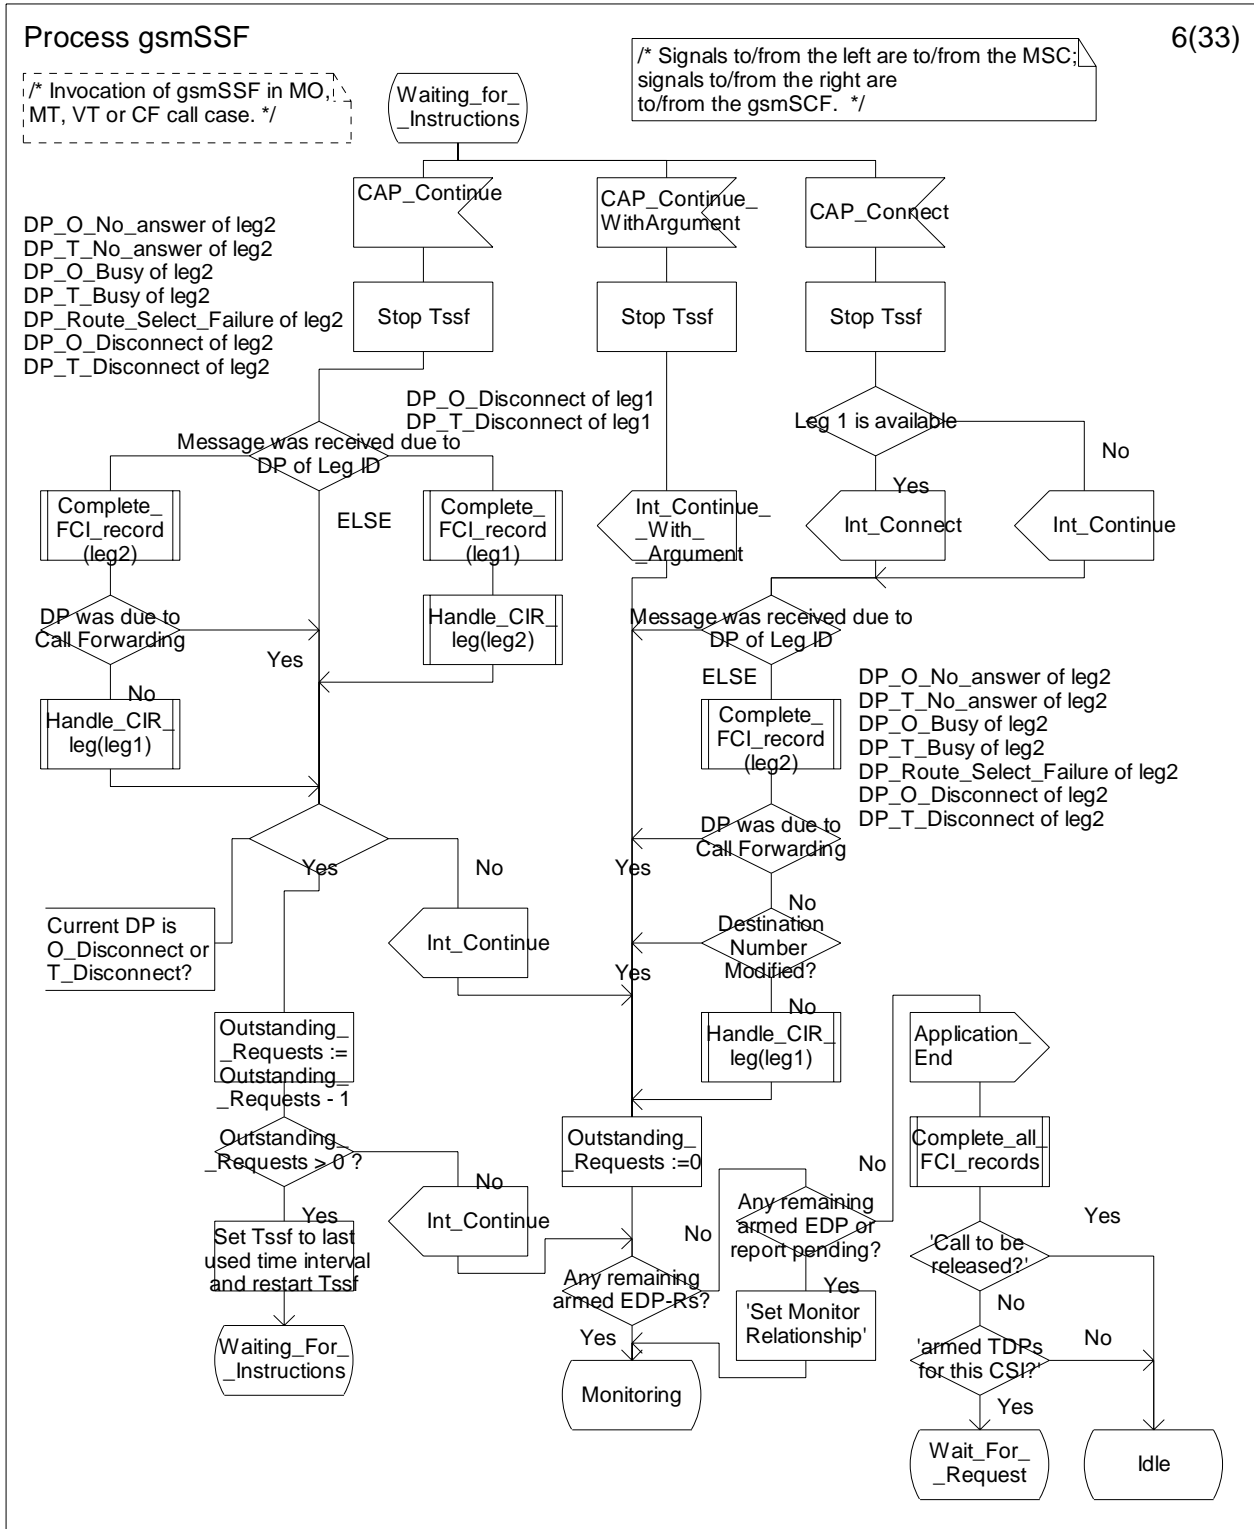 Process gsmSSF
6(33)
/* Invocation of gsmSSF in MO,
MT, VT or CF call case. */
Waiting_for_
_Instructions
/* Signals to/from the left are to/from the MSC;
signals to/from the right are
to/from the gsmSCF.  */
CAP_Continue
CAP_Continue_
WithArgument
CAP_Connect
DP_O_No_answer of leg2
DP_T_No_answer of leg2
DP_O_Busy of leg2
DP_T_Busy of leg2
DP_Route_Select_Failure of leg2
DP_O_Disconnect of leg2
DP_T_Disconnect of leg2
Stop Tssf
Stop Tssf
Stop Tssf
DP_O_Disconnect of leg1
DP_T_Disconnect of leg1
Message was received due to
DP of Leg ID
Leg 1 is available
No
Yes
Complete_
FCI_record
(leg2)
ELSE
Complete_
FCI_record
(leg1)
Int_Continue_
_With_
_Argument
Int_Connect
Int_Continue
DP was due to
Call Forwarding
Yes
No
Handle_CIR_
leg(leg2)
Handle_CIR_
leg(leg1)
Message was received due to
DP of Leg ID
ELSE
Complete_
FCI_record
(leg2)
DP_O_No_answer of leg2
DP_T_No_answer of leg2
DP_O_Busy of leg2
DP_T_Busy of leg2
DP_Route_Select_Failure of leg2
DP_O_Disconnect of leg2
DP_T_Disconnect of leg2
Yes
No
DP was due to
Call Forwarding
Yes
No
Current DP is
O_Disconnect or
T_Disconnect?
Int_Continue
Destination
Number
Modified?
Yes
No
Handle_CIR_
leg(leg1)
Application_
_End
Outstanding_
_Requests :=
Outstanding_
_Requests - 1
Outstanding_
_Requests > 0 ?
No
Yes
Int_Continue
Set Tssf to last
used time interval
and restart Tssf
Waiting_For_
_Instructions
Outstanding_
_Requests :=0
No
Complete_all_
FCI_records
Any remaining
armed EDP-Rs?
No
Yes
Any remaining
armed EDP or
report pending?
Yes
'Set Monitor
Relationship'
Monitoring
Yes
'Call to be
released?'
No
'armed TDPs
for this CSI?'
No
Yes
Wait_For_
_Request
Idle